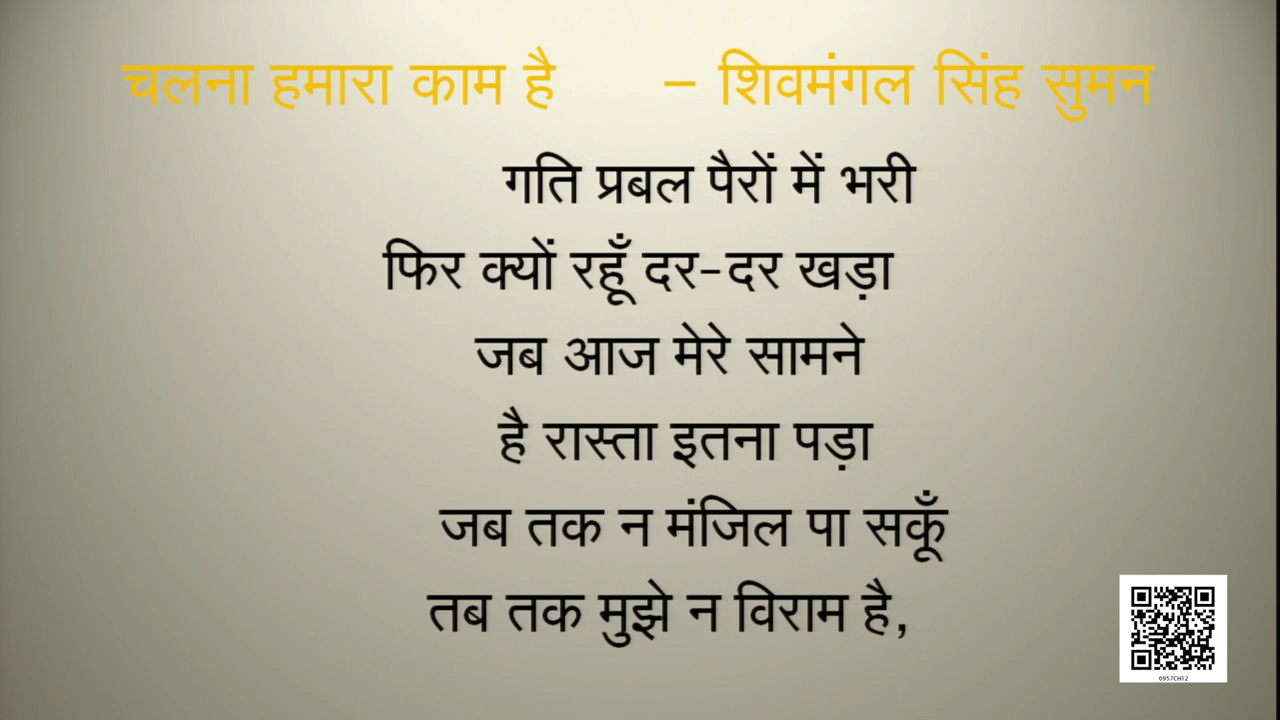 चलना हमारा काम है – शिवमंगल सिंह सुमन
गति प्रबल पैरों में भरी
फिर क्यों रहूँ दर-दर खड़ा
जब आज मेरे सामने
है रास्ता इतना पड़ा
जब तक न मंजिल पा सकूँ
तब तक मुझे न विराम है,
0957CH12